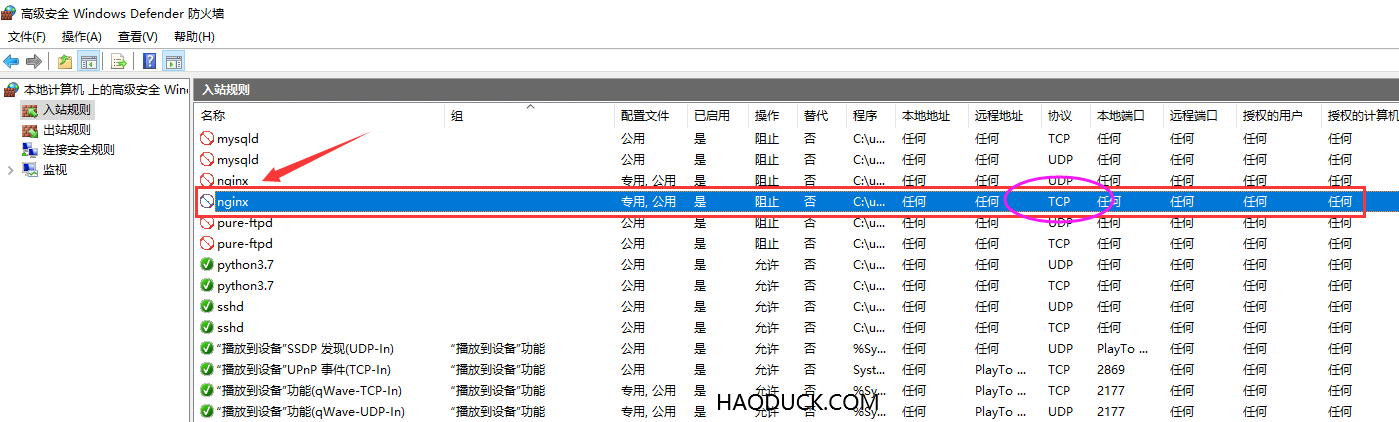 高级安全 Windows Defender 防火墙
文件(F) 操作(A) 查看(V) 帮助(H)
本地计算机 上的高级安全 Wind
入站规则
出站规则
连接安全规则
监视
入站规则
名称 组 配置文件 已启用 操作 替代 程序 本地地址 远程地址 协议 本地端口 远程端口 授权的用户 授权的计算机
mysqld 公用 是 阻止 否 C:\u... 任何 任何 TCP 任何 任何 任何 任何
mysqld 公用 是 阻止 否 C:\u... 任何 任何 UDP 任何 任何 任何 任何
nginx 专用, 公用 是 阻止 否 C:\u... 任何 任何 UDP 任何 任何 任何 任何
nginx 专用, 公用 是 阻止 否 C:\u... 任何 任何 TCP 任何 任何 任何 任何
pure-ftpd 公用 是 阻止 否 C:\u... 任何 任何 UDP 任何 任何 任何 任何
pure-ftpd 公用 是 阻止 否 C:\u... 任何 任何 TCP 任何 任何 任何 任何
python3.7 公用 是 允许 否 C:\u... 任何 任何 UDP 任何 任何 任何 任何
python3.7 公用 是 允许 否 C:\u... 任何 任何 TCP 任何 任何 任何 任何
sshd 公用 是 允许 否 C:\u... 任何 任何 UDP 任何 任何 任何 任何
sshd 公用 是 允许 否 C:\u... 任何 任何 TCP 任何 任何 任何 任何
“播放到设备”SSDP 发现(UDP-In) “播放到设备”功能 公用 是 允许 否 %Sy... 任何 任何 UDP PlayTo ... 任何 任何 任何
“播放到设备”UPnP 事件(TCP-In) “播放到设备”功能 公用 是 允许 否 Syst... 任何 PlayTo ... TCP 2869 任何 任何 任何
“播放到设备”功能(qWave-TCP-In) “播放到设备”功能 专用, 公用 是 允许 否 %Sy... 任何 PlayTo ... TCP 2177 任何 任何 任何
“播放到设备”功能(qWave-UDP-In) “播放到设备”功能 专用, 公用 是 允许 否 %Sy... 任何 PlayTo ... UDP 2177 任何 任何 任何
HAODUCK.COM